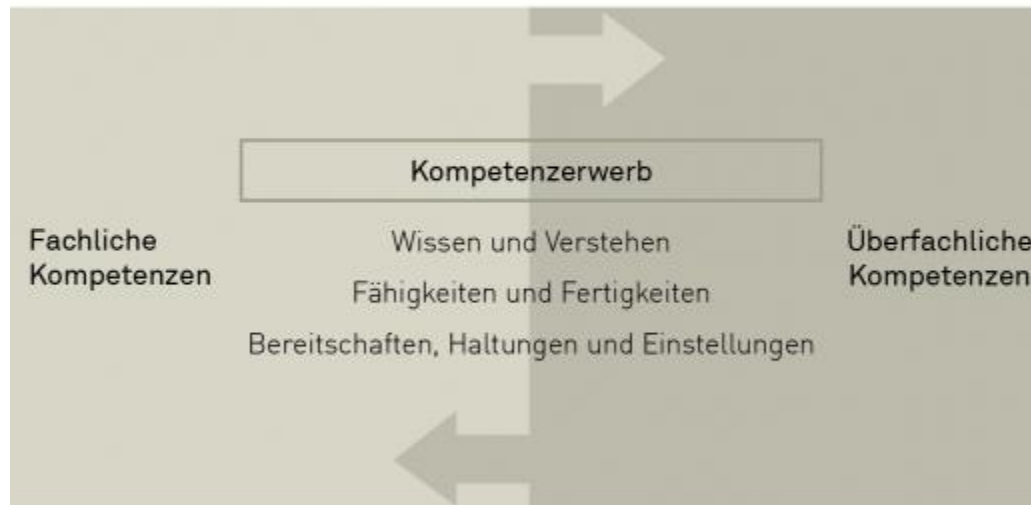 Kompetenzerwerb
Fachliche
Kompetenzen
Wissen und Verstehen
Fähigkeiten und Fertigkeiten
Bereitschaften, Haltungen und Einstellungen
Überfachliche
Kompetenzen